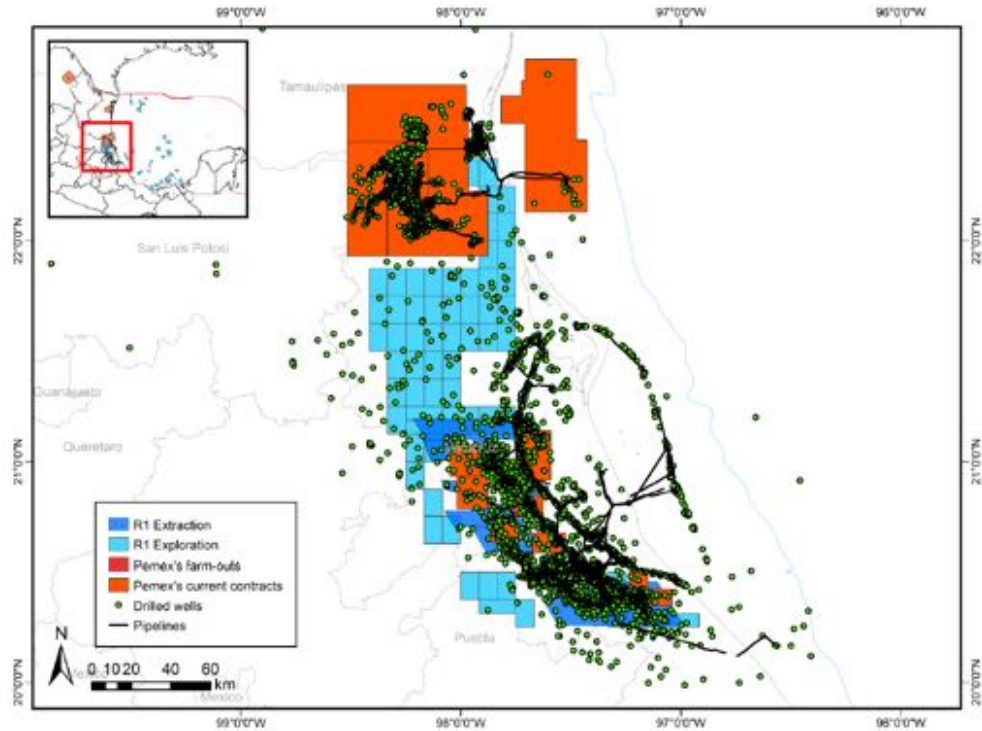 99°0'0"W 98°0'0"W 97°0'0"W 96°0'0"W
Tamaulipas
22°0'0"N 22°0'0"N
San Luis Potosi
Guanajuato
Queretaro
21°0'0"N 21°0'0"N
R1 Extraction
R1 Exploration
Pemex's farm-outs
Pemex's current contracts
Drilled wells
Pipelines
Puebla
N
0 10 20 40 60
km
20°0'0"N 20°0'0"N
Mexico
99°0'0"W 98°0'0"W 97°0'0"W 96°0'0"W